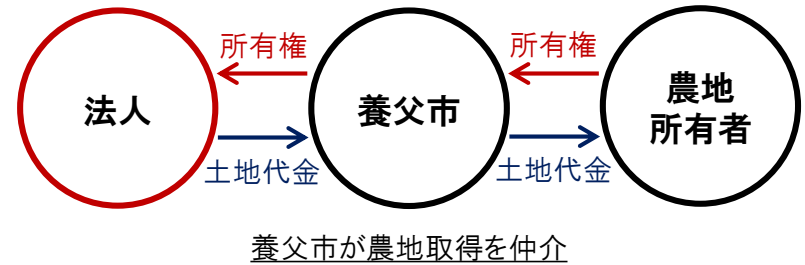 所有権
所有権
法人
養父市
農地
所有者
土地代金
土地代金
養父市が農地取得を仲介